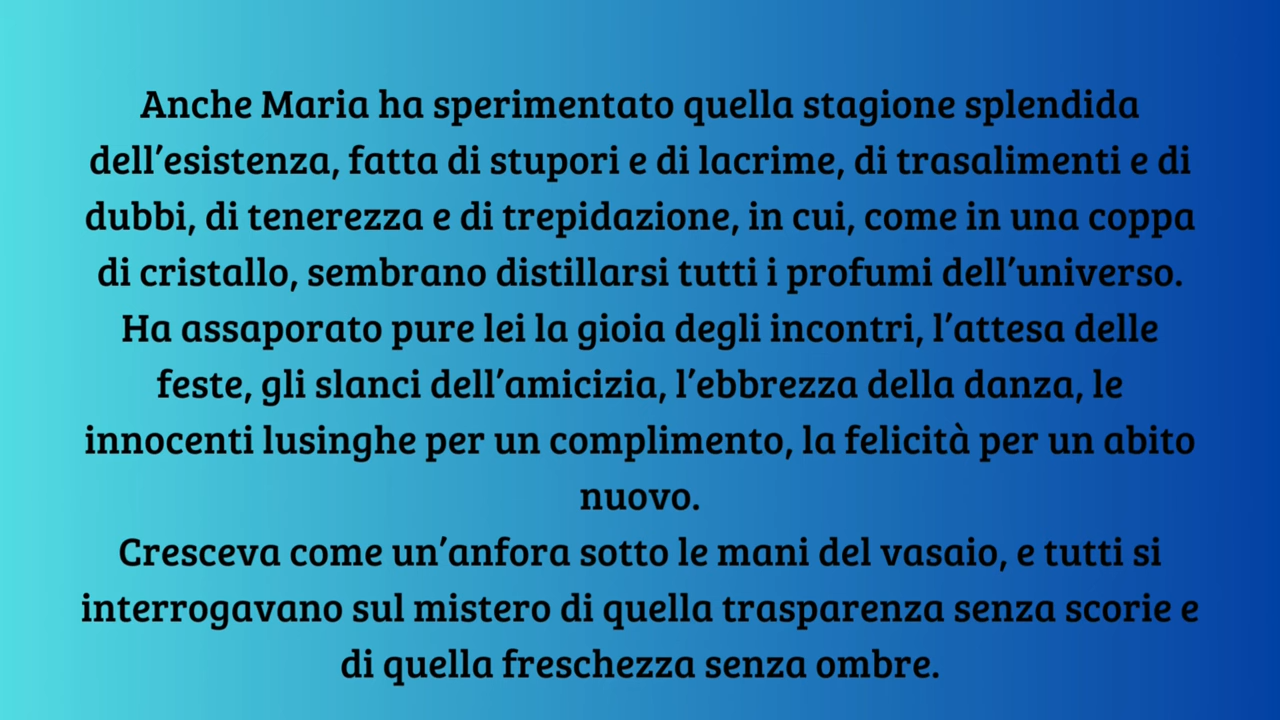 Anche Maria ha sperimentato quella stagione splendida
dell’esistenza, fatta di stupori e di lacrime, di trasalimenti e di
dubbi, di tenerezza e di trepidazione, in cui, come in una coppa
di cristallo, sembrano distillarsi tutti i profumi dell’universo.
Ha assaporato pure lei la gioia degli incontri, l’attesa delle
feste, gli slanci dell’amicizia, l’ebbrezza della danza, le
innocenti lusinghe per un complimento, la felicità per un abito
nuovo.
Cresceva come un’anfora sotto le mani del vasaio, e tutti si
interrogavano sul mistero di quella trasparenza senza scorie e
di quella freschezza senza ombre.